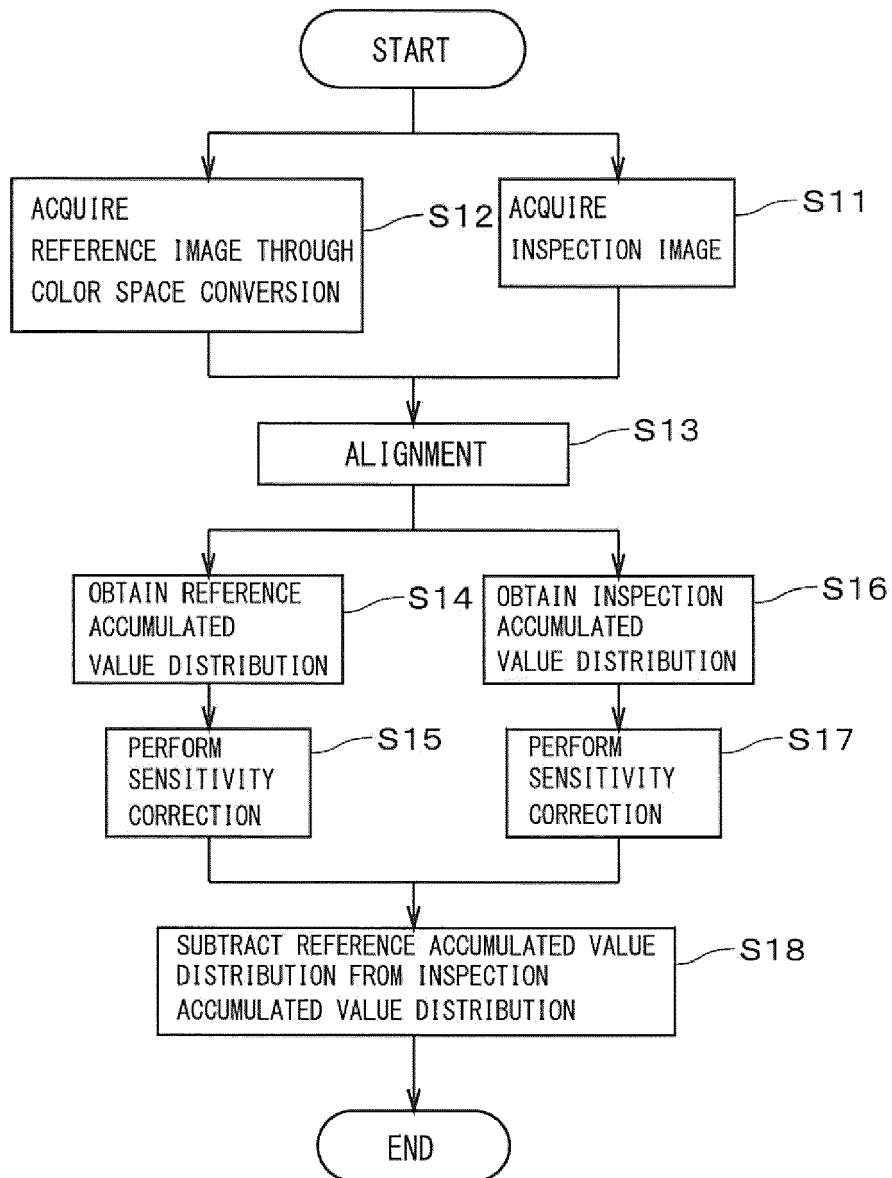 START
ACQUIRE
REFERENCE IMAGE THROUGH
COLOR SPACE CONVERSION
S12
ACQUIRE
INSPECTION IMAGE
S11
ALIGNMENT
S13
OBTAIN REFERENCE
ACCUMULATED
VALUE DISTRIBUTION
S14
OBTAIN INSPECTION
ACCUMULATED
VALUE DISTRIBUTION
S16
PERFORM
SENSITIVITY
CORRECTION
S15
PERFORM
SENSITIVITY
CORRECTION
S17
SUBTRACT REFERENCE ACCUMULATED VALUE
DISTRIBUTION FROM INSPECTION
ACCUMULATED VALUE DISTRIBUTION
S18
END